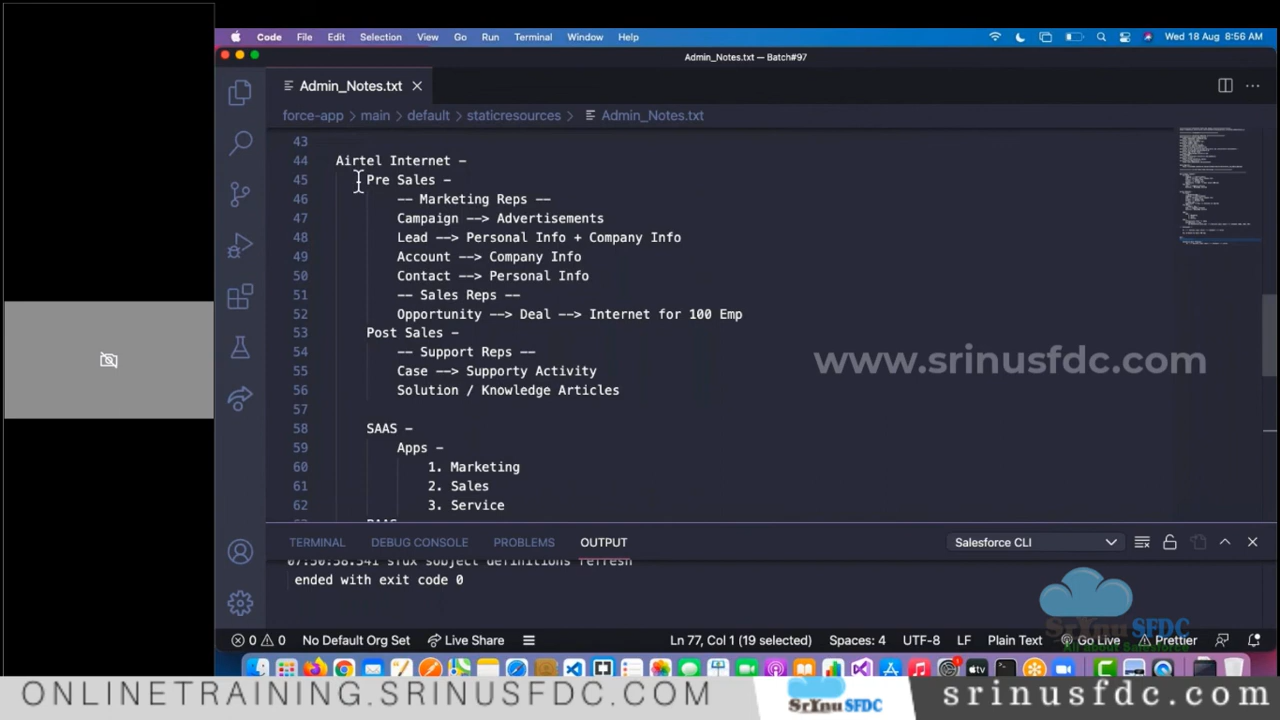 Code File Edit Selection View Go Run Terminal Window Help Wed 18 Aug 8:56 AM
Admin_Notes.txt — Batch#97
Admin_Notes.txt
force-app > main > default > staticresources > Admin_Notes.txt
43
44 Airtel Internet -
45 Pre Sales -
46 -- Marketing Reps --
47 Campaign --> Advertisements
48 Lead --> Personal Info + Company Info
49 Account --> Company Info
50 Contact --> Personal Info
51 -- Sales Reps --
52 Opportunity --> Deal --> Internet for 100 Emp
53 Post Sales -
54 -- Support Reps --
55 Case --> Supporty Activity
56 Solution / Knowledge Articles
57
58 SAAS -
59 Apps -
60 1. Marketing
61 2. Sales
62 3. Service
www.srinusfdc.com
TERMINAL DEBUG CONSOLE PROBLEMS OUTPUT Salesforce CLI
ended with exit code 0
SrinuSFDC
All about Salesforce
0 0 No Default Org Set Live Share Ln 77, Col 1 (19 selected) Spaces: 4 UTF-8 LF Plain Text Go Live Prettier
ONLINETRAINING.SRINUSFDC.COM
SrinuSFDC
srinusfdc.com